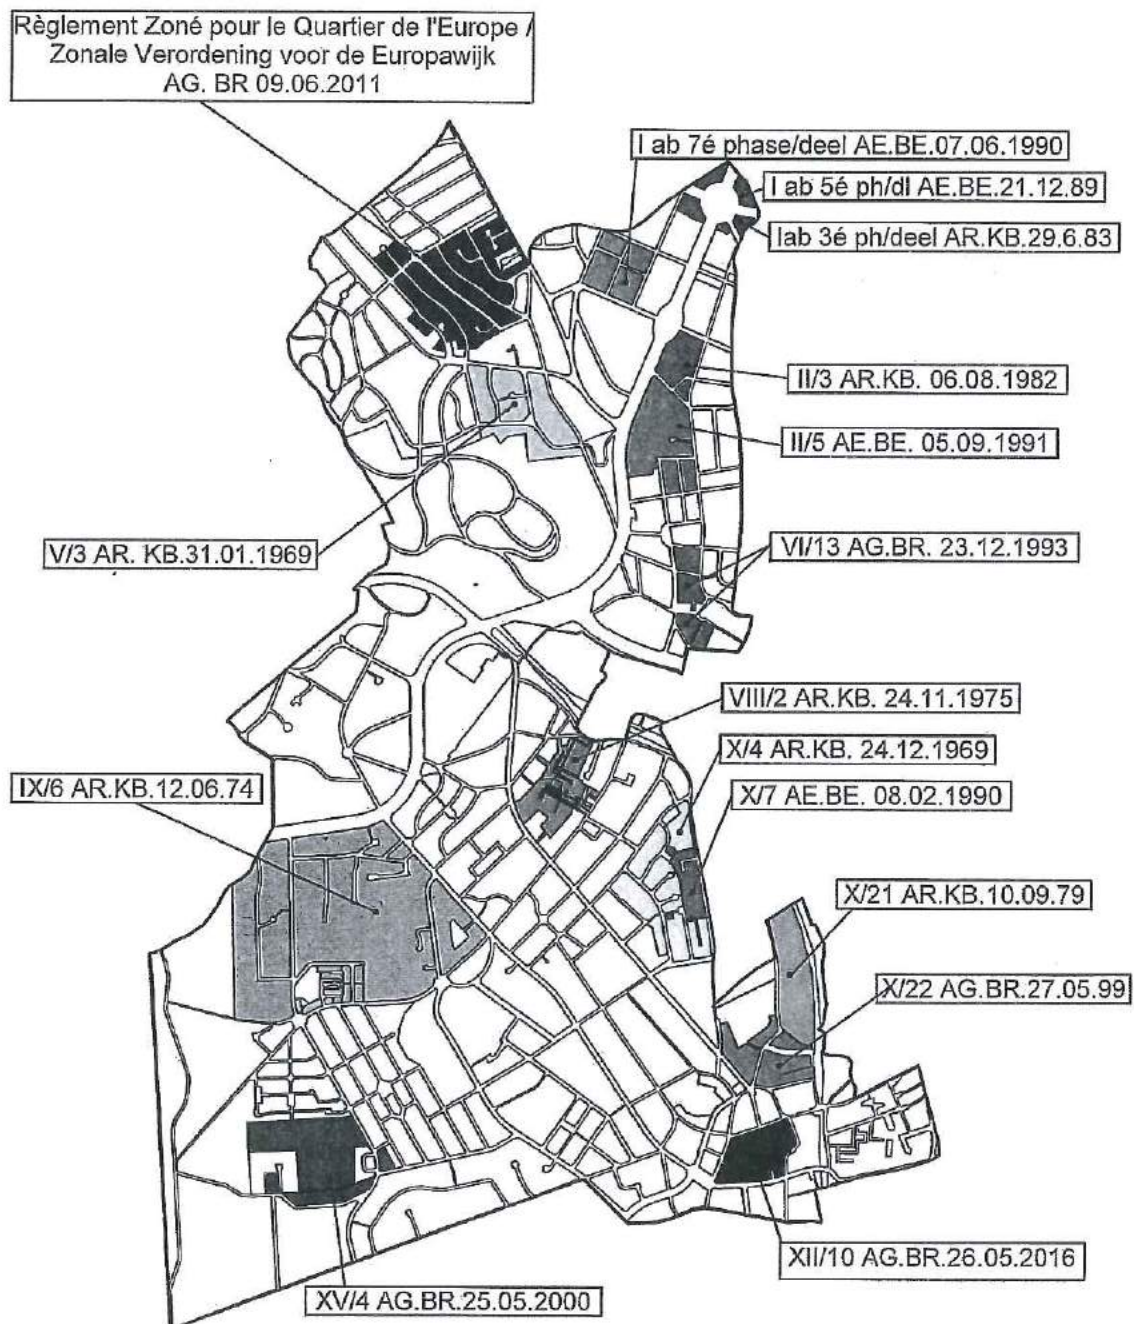 Règlement Zoné pour le Quartier de l'Europe /
Zonale Verordening voor de Europawijk
AG. BR 09.06.2011
I ab 7é phase/deel AE.BE.07.06.1990
I ab 5é ph/dl AE.BE.21.12.89
Iab 3é ph/deel AR.KB.29.6.83
II/3 AR.KB. 06.08.1982
II/5 AE.BE. 05.09.1991
V/3 AR. KB.31.01.1969
VI/13 AG.BR. 23.12.1993
VIII/2 AR.KB. 24.11.1975
X/4 AR.KB. 24.12.1969
IX/6 AR.KB.12.06.74
X/7 AE.BE. 08.02.1990
X/21 AR.KB.10.09.79
X/22 AG.BR.27.05.99
XII/10 AG.BR.26.05.2016
XV/4 AG.BR.25.05.2000